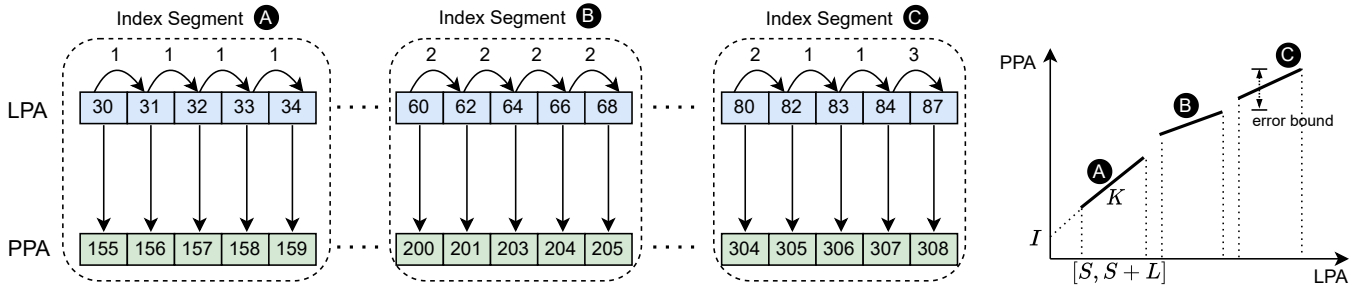 Index Segment A
Index Segment B
Index Segment C
1 1 1 1
2 2 2 2
2 1 1 3
LPA 30 31 32 33 34 60 62 64 66 68 80 82 83 84 87
PPA 155 156 157 158 159 200 201 203 204 205 304 305 306 307 308
PPA
C
B
error bound
A
K
I
[S, S + L]
LPA